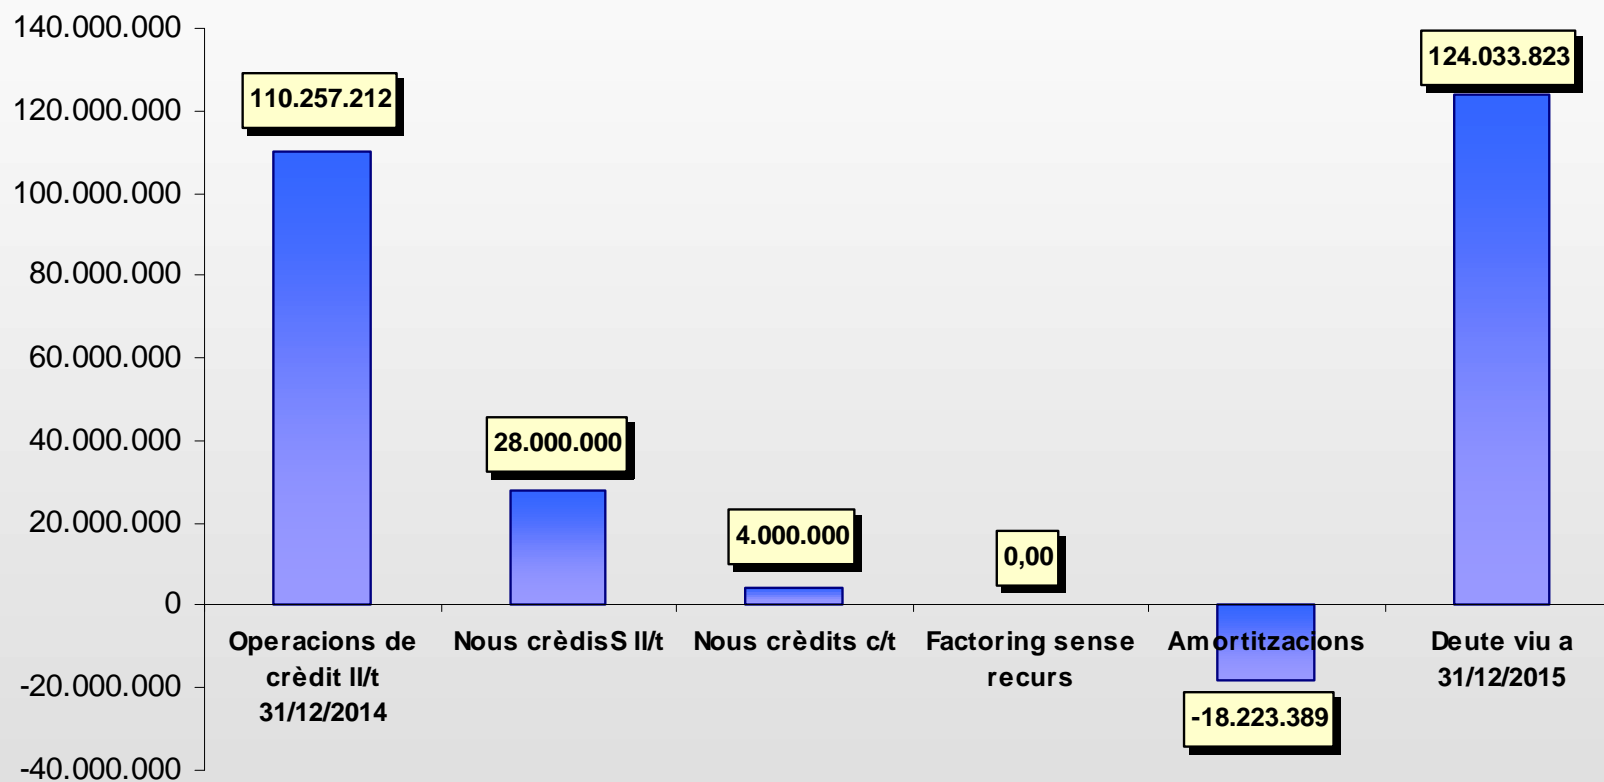 140.000.000
120.000.000
100.000.000
80.000.000
60.000.000
40.000.000
20.000.000
0
-20.000.000
-40.000.000
110.257.212
28.000.000
4.000.000
0,00
-18.223.389
124.033.823
Operacions de
crèdit ll/t
31/12/2014
Nous crèdisS ll/t
Nous crèdits c/t
Factoring sense
recurs
Amortitzacions
Deute viu a
31/12/2015